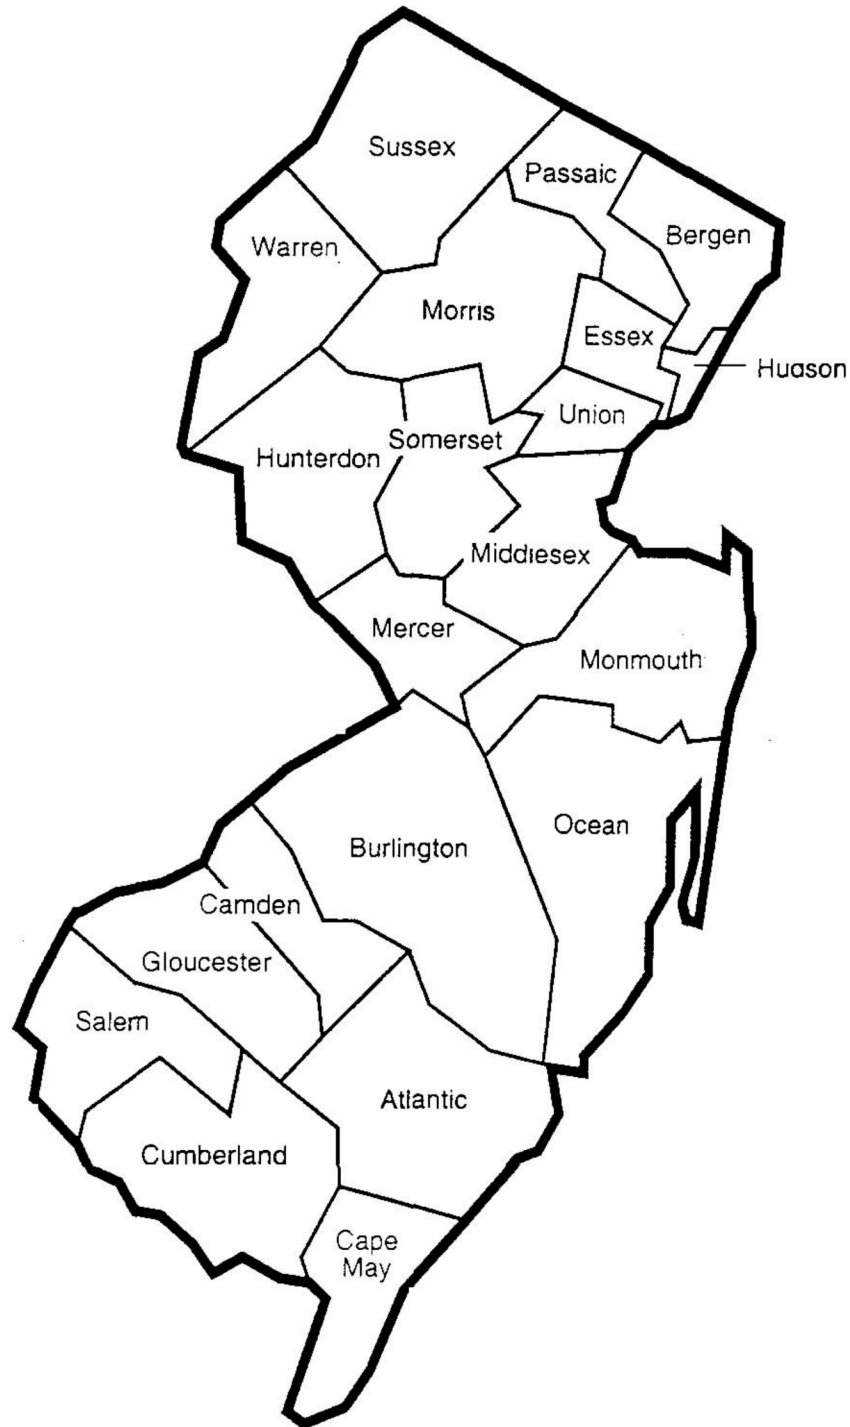 Sussex
Passaic
Bergen
Warren
Morris
Essex
Huason
Union
Somerset
Hunterdon
Middlesex
Mercer
Monmouth
Ocean
Burlington
Camden
Gloucester
Salem
Atlantic
Cumberland
Cape
May